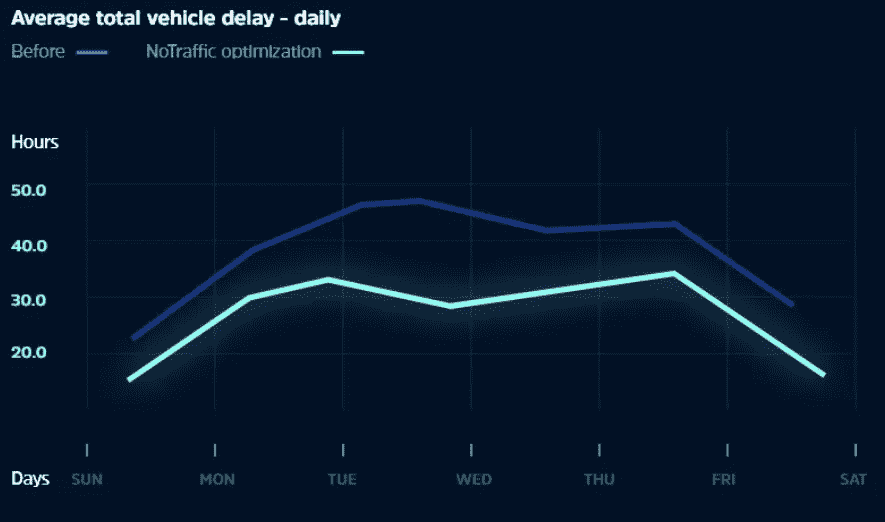 Average total vehicle delay - daily
Before NoTraffic optimization
Hours
50.0
40.0
30.0
20.0
Days SUN MON TUE WED THU FRI SAT